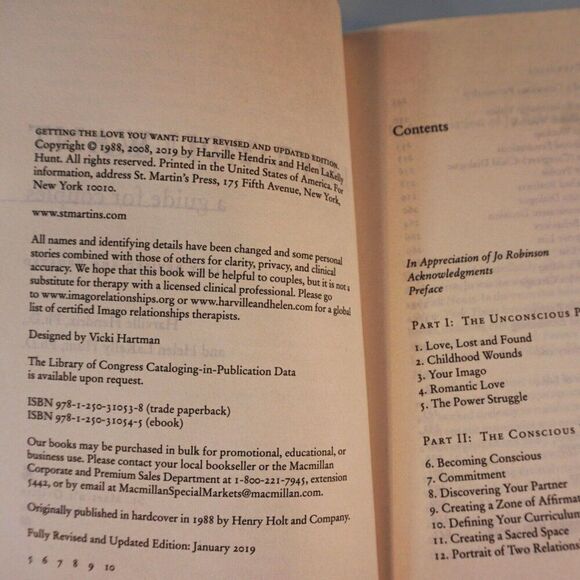 GETTING THE LOVE YOU WANT: FULLY REVISED AND UPDATED EDITION.
Copyright © 1988, 2008, 2019 by Harville Hendrix and Helen LaKelly
Hunt. All rights reserved. Printed in the United States of America. For
information, address St. Martin's Press, 175 Fifth Avenue, New York,
New York 10010.
www.stmartins.com
All names and identifying details have been changed and some personal
stories combined with those of others for clarity, privacy, and clinical
accuracy. We hope that this book will be helpful to couples, but it is not a
substitute for therapy with a licensed clinical professional. Please go
to www.imagorelationships.org or www.harvilleandhelen.com for a global
list of certified Imago relationships therapists.
Designed by Vicki Hartman
The Library of Congress Cataloging-in-Publication Data
is available upon request.
ISBN 978-1-250-31053-8 (trade paperback)
ISBN 978-1-250-31054-5 (ebook)
Our books may be purchased in bulk for promotional, educational, or
business use. Please contact your local bookseller or the Macmillan
Corporate and Premium Sales Department at 1-800-221-7945, extension
5442, or by email at MacmillanSpecialMarkets@macmillan.com.
Originally published in hardcover in 1988 by Henry Holt and Company.
Fully Revised and Updated Edition: January 2019
5 6 7 8 9 10
Contents
In Appreciation of Jo Robinson
Acknowledgments
Preface
PART I: THE UNCONSCIOUS P
1. Love, Lost and Found
2. Childhood Wounds
3. Your Imago
4. Romantic Love
5. The Power Struggle
PART II: THE CONSCIOUS
6. Becoming Conscious
7. Commitment
8. Discovering Your Partner
9. Creating a Zone of Affirma
10. Defining Your Curriculum
11. Creating a Sacred Space
12. Portrait of Two Relations